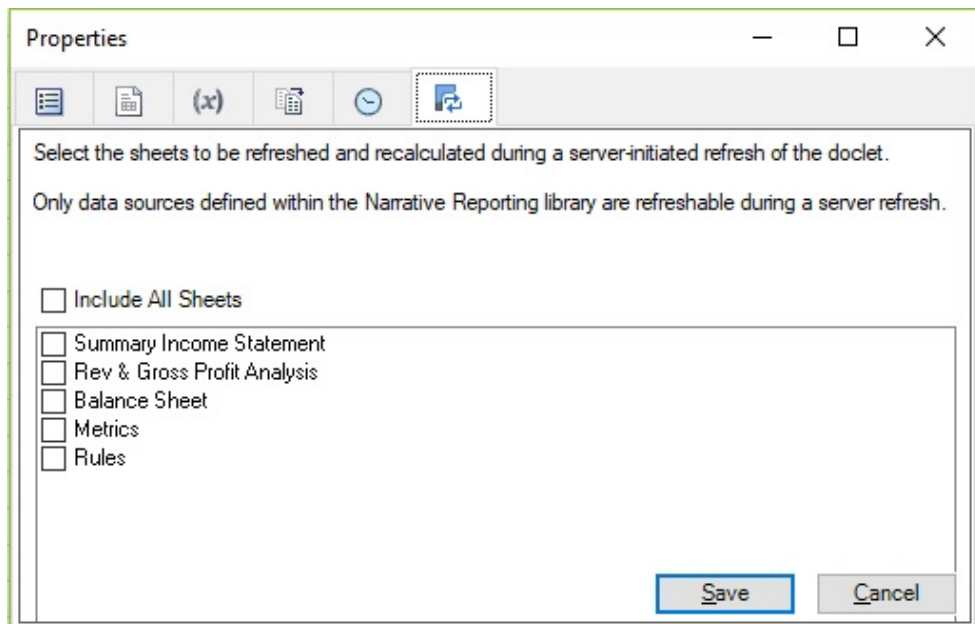 Properties
(x)
Select the sheets to be refreshed and recalculated during a server-initiated refresh of the doclet.
Only data sources defined within the Narrative Reporting library are refreshable during a server refresh.
Include All Sheets
Summary Income Statement
Rev & Gross Profit Analysis
Balance Sheet
Metrics
Rules
Save Cancel